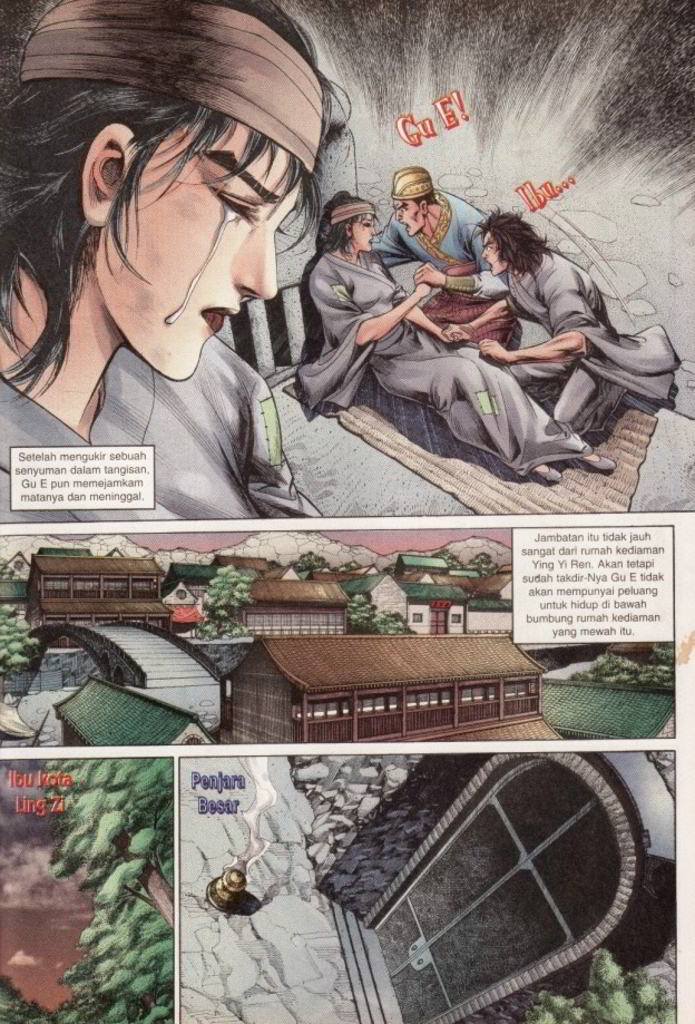 Gu E!
Ibu...
Setelah mengukir sebuah
senyuman dalam tangisan,
Gu E pun memejamkan
matanya dan meninggal.
Jambatan itu tidak jauh
sangat dari rumah kediaman
Ying Yi Ren. Akan tetapi
sudah takdir-Nya Gu E tidak
akan mempunyai peluang
untuk hidup di bawah
bumbung rumah kediaman
yang mewah itu.
Ibu Kota
Ling Zi
Penjara
Besar